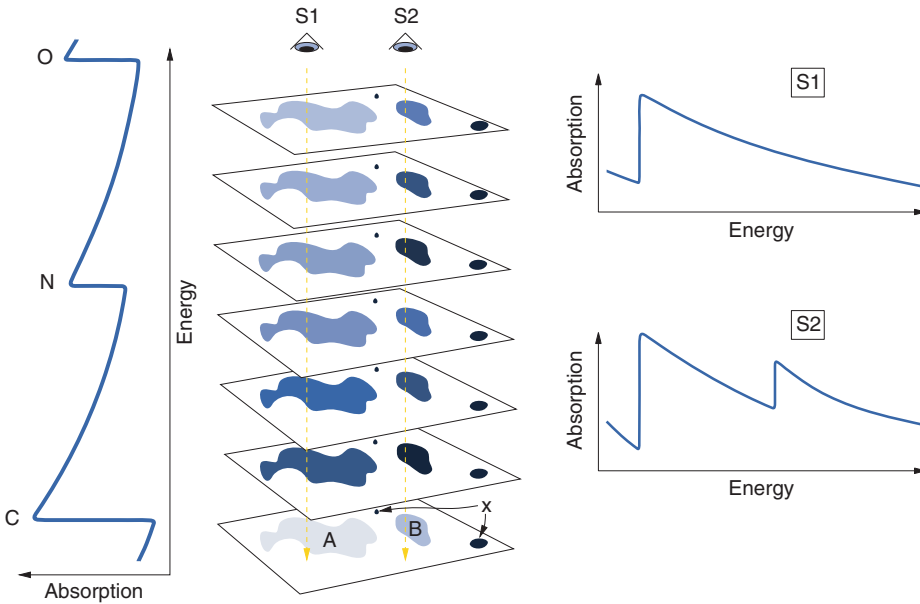 O
N
C
Absorption
Energy
S1
S2
A
B
x
S1
Absorption
Energy
S2
Absorption
Energy